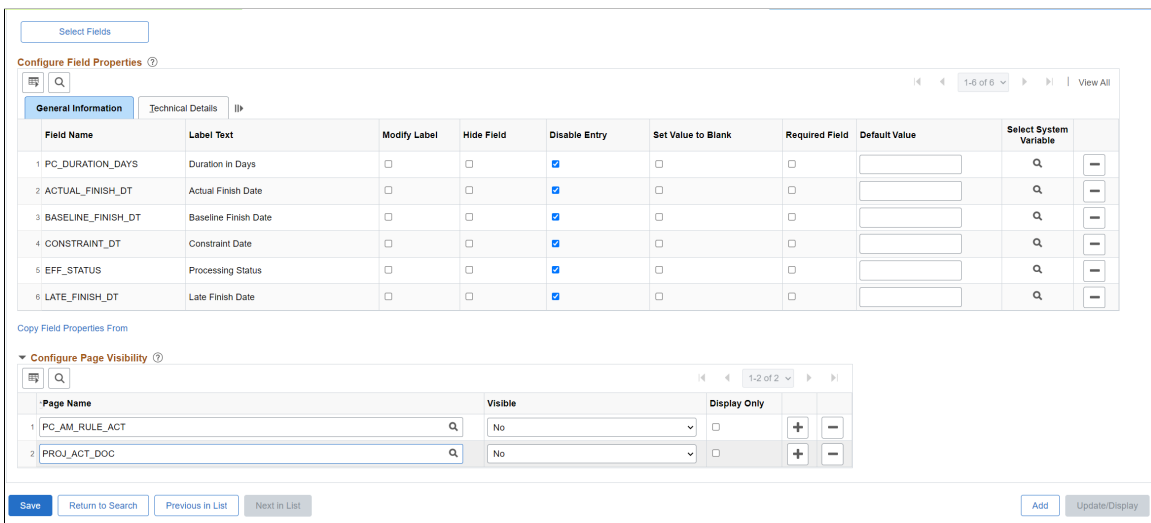 Select Fields
Configure Field Properties ?
1-6 of 6 | View All
General Information Technical Details
Field Name Label Text Modify Label Hide Field Disable Entry Set Value to Blank Required Field Default Value Select System Variable
1 PC_DURATION_DAYS Duration in Days
2 ACTUAL_FINISH_DT Actual Finish Date
3 BASELINE_FINISH_DT Baseline Finish Date
4 CONSTRAINT_DT Constraint Date
5 EFF_STATUS Processing Status
6 LATE_FINISH_DT Late Finish Date
Copy Field Properties From
Configure Page Visibility ?
1-2 of 2
*Page Name Visible Display Only
1 PC_AM_RULE_ACT No
2 PROJ_ACT_DOC No
Save Return to Search Previous in List Next in List Add Update/Display